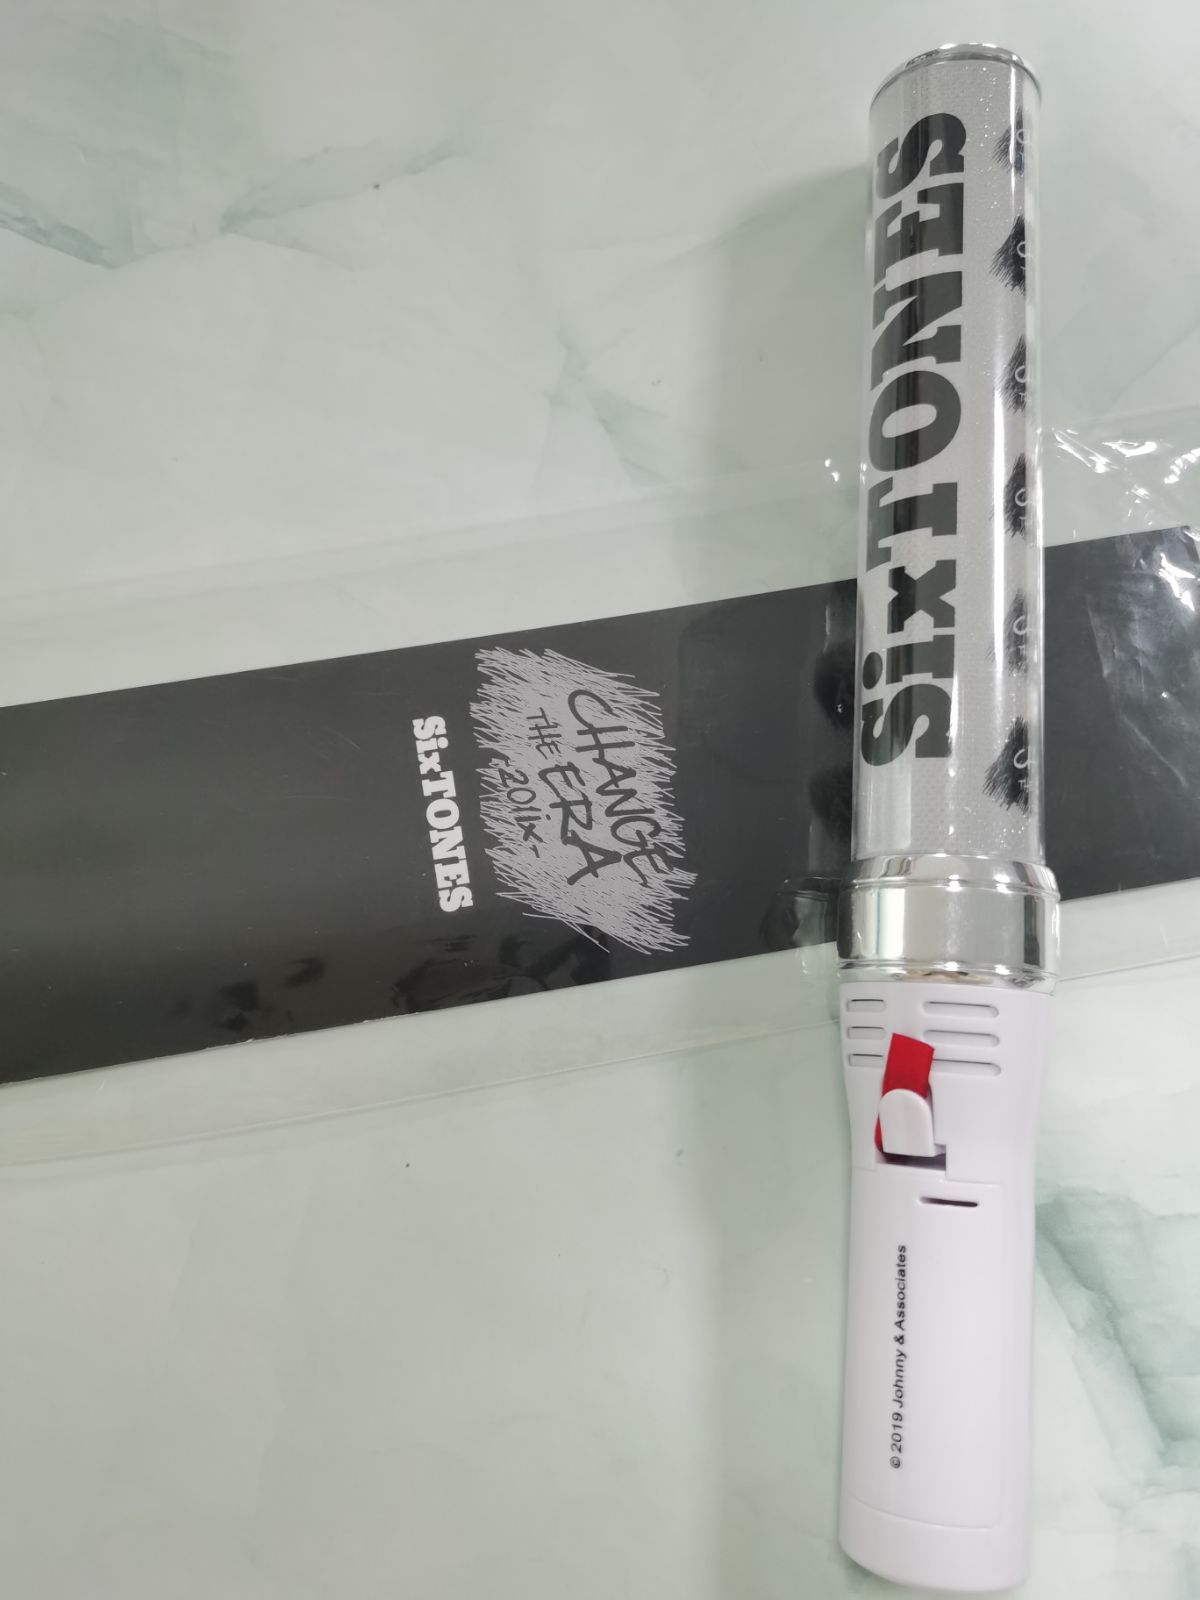 SixTONES
CHANGE
THE ERA
-201ix-
SixTONES
© 2019 Johnny & Associates